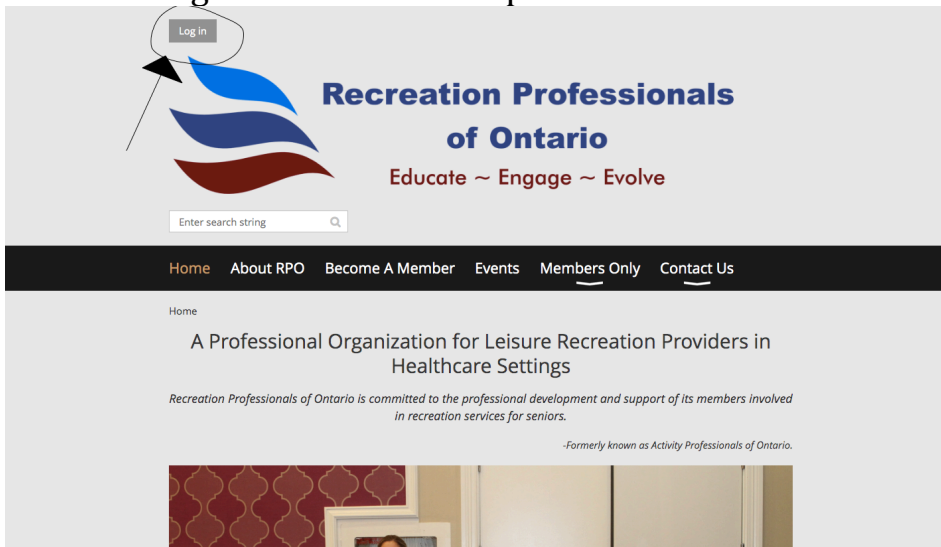 Log in
Recreation Professionals
of Ontario
Educate ~ Engage ~ Evolve
Enter search string
Home About RPO Become A Member Events Members Only Contact Us
Home
A Professional Organization for Leisure Recreation Providers in
Healthcare Settings
Recreation Professionals of Ontario is committed to the professional development and support of its members involved
in recreation services for seniors.
-Formerly known as Activity Professionals of Ontario.